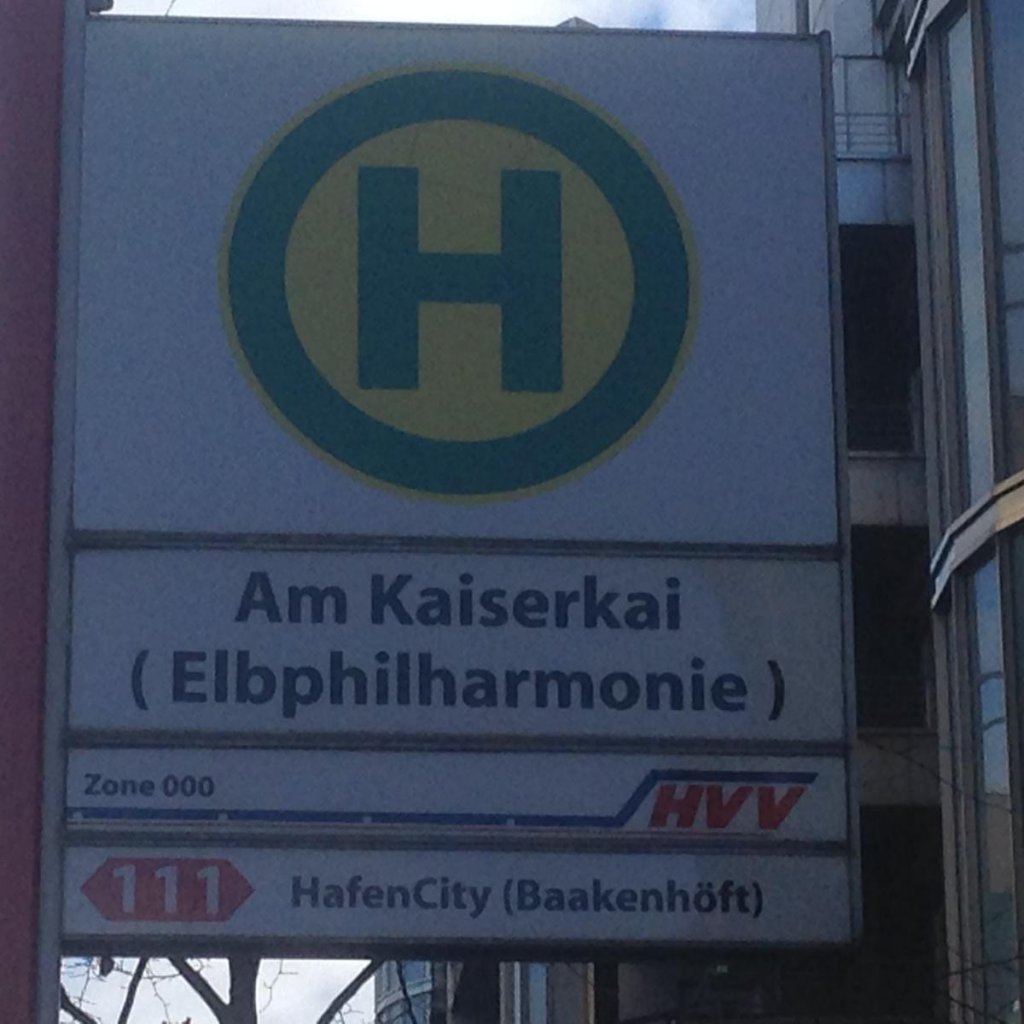 H
Am Kaiserkai
( Elbphilharmonie )
Zone 000
HVV
111 HafenCity (Baakenhöft)